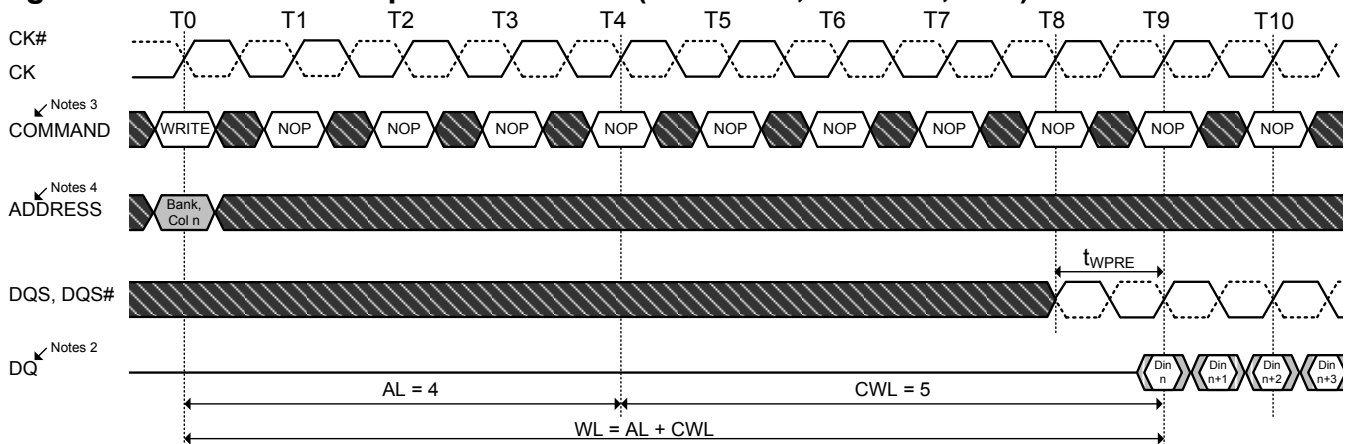 T0 T1 T2 T3 T4 T5 T6 T7 T8 T9 T10
CK#
CK
Notes 3
COMMAND WRITE NOP NOP NOP NOP NOP NOP NOP NOP NOP NOP
Notes 4
ADDRESS
Bank,
Col n
tWPRE
DQS, DQS#
Notes 2
DQ
Din n
Din n+1
Din n+2
Din n+3
AL = 4
CWL = 5
WL = AL + CWL